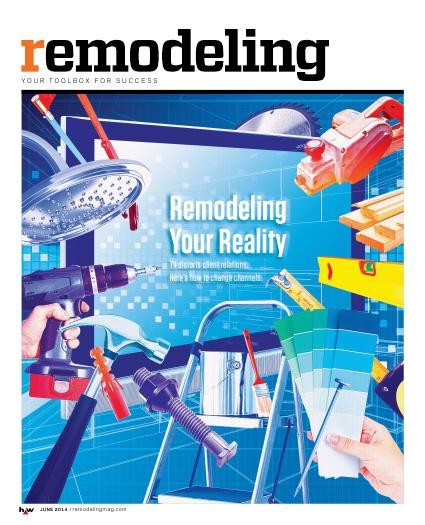 remodeling
YOUR TOOLBOX FOR SUCCESS
Remodeling
Your Reality
TV distorts client relations.
Here's how to change channels.
h▲w JUNE 2014 / remodelingmag.com